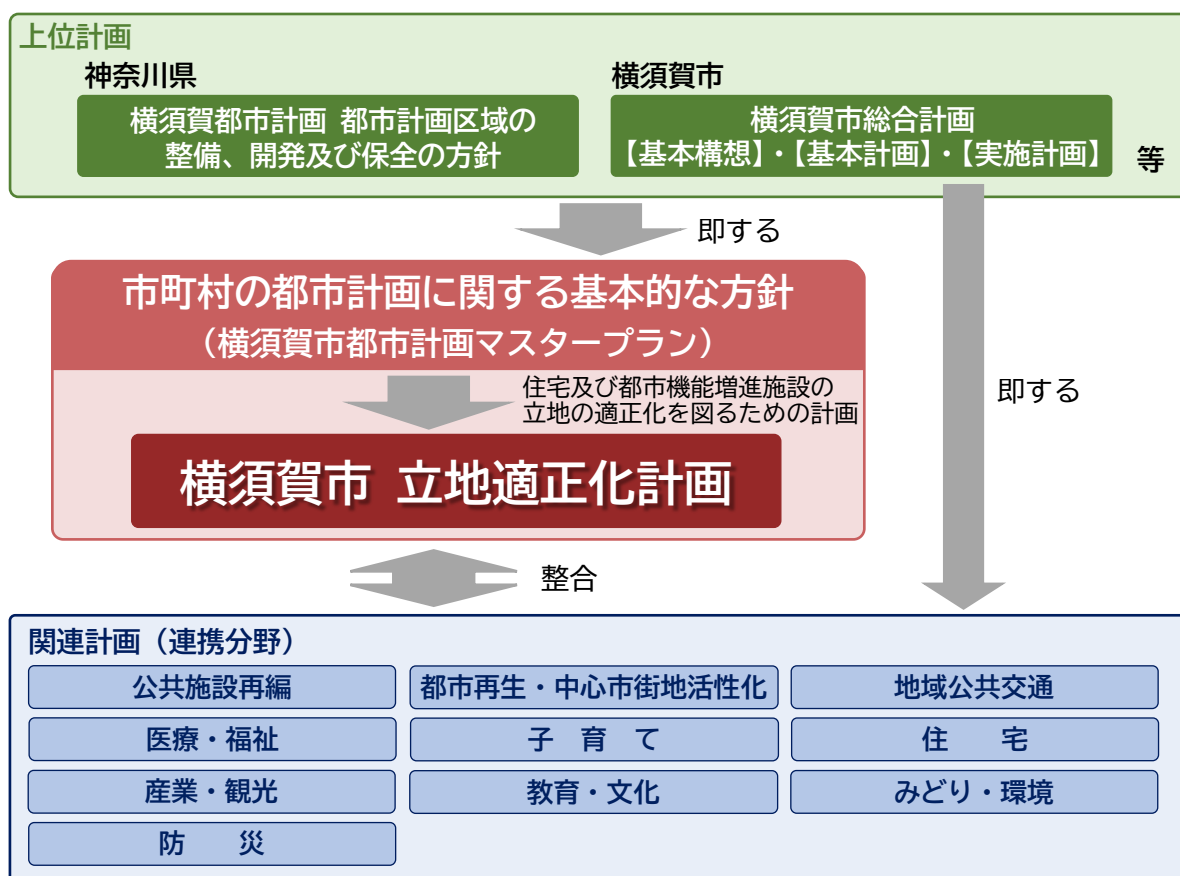 上位計画
神奈川県
横須賀都市計画 都市計画区域の
整備、開発及び保全の方針
横須賀市
横須賀市総合計画
【基本構想】・【基本計画】・【実施計画】
等
即する
市町村の都市計画に関する基本的な方針
（横須賀市都市計画マスタープラン）
住宅及び都市機能増進施設の
立地の適正化を図るための計画
横須賀市 立地適正化計画
即する
整合
関連計画（連携分野）
公共施設再編
都市再生・中心市街地活性化
地域公共交通
医療・福祉
子　育　て
住　　宅
産業・観光
教育・文化
みどり・環境
防　　災